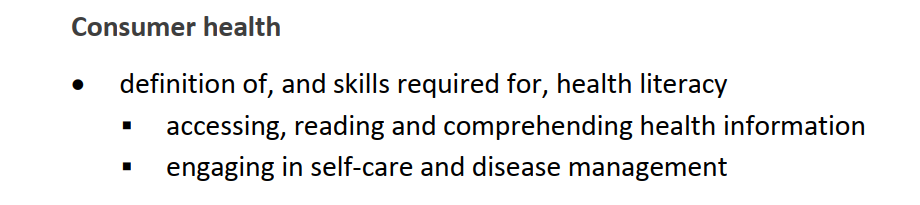 Consumer health
• definition of, and skills required for, health literacy
▪ accessing, reading and comprehending health information
▪ engaging in self-care and disease management